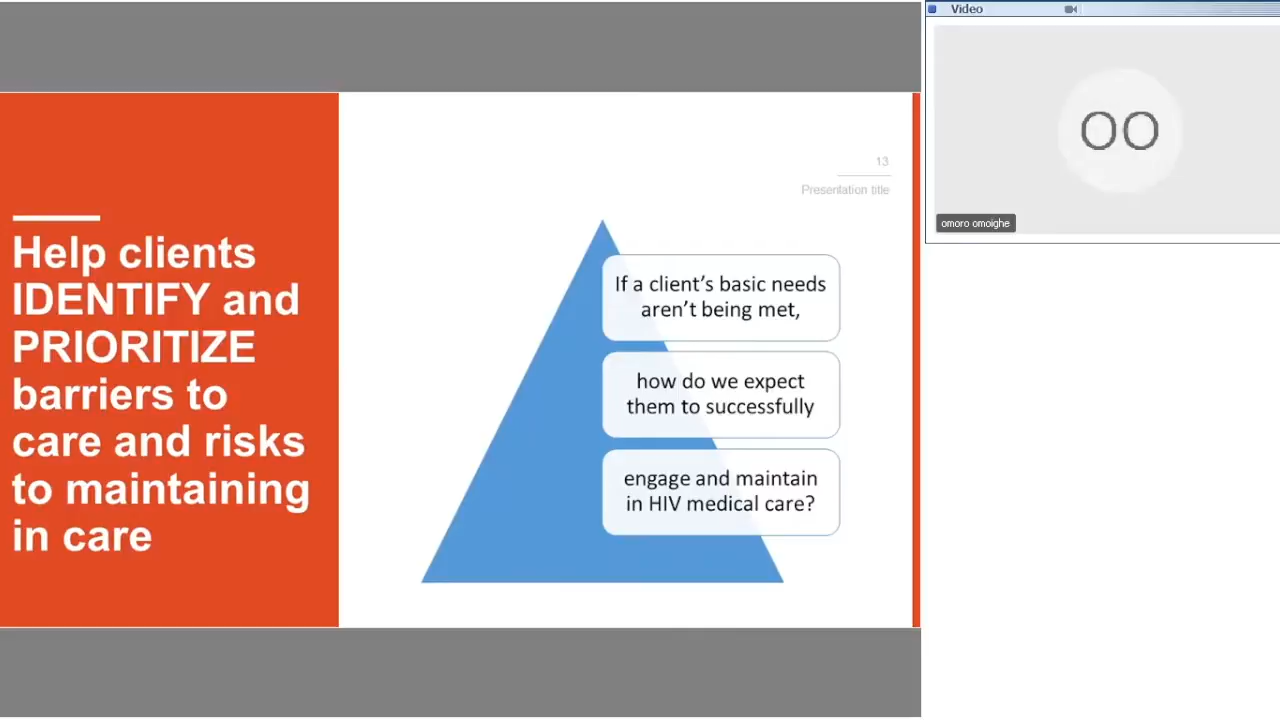 Help clients
IDENTIFY and
PRIORITIZE
barriers to
care and risks
to maintaining
in care
13
Presentation title
If a client’s basic needs
aren’t being met,
how do we expect
them to successfully
engage and maintain
in HIV medical care?
Video
OO
omoro omoighe